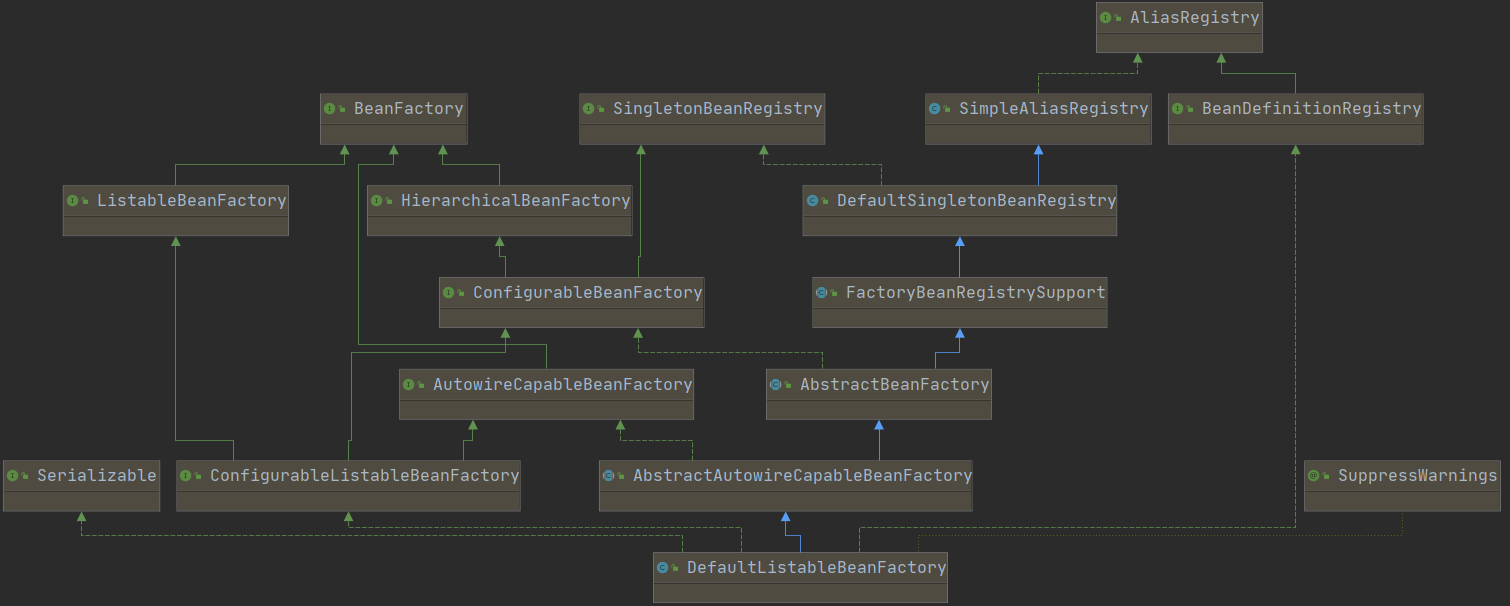 AliasRegistry
BeanFactory
SingletonBeanRegistry
SimpleAliasRegistry
BeanDefinitionRegistry
ListableBeanFactory
HierarchicalBeanFactory
DefaultSingletonBeanRegistry
ConfigurableBeanFactory
FactoryBeanRegistrySupport
AutowireCapableBeanFactory
AbstractBeanFactory
Serializable
ConfigurableListableBeanFactory
AbstractAutowireCapableBeanFactory
SuppressWarnings
DefaultListableBeanFactory